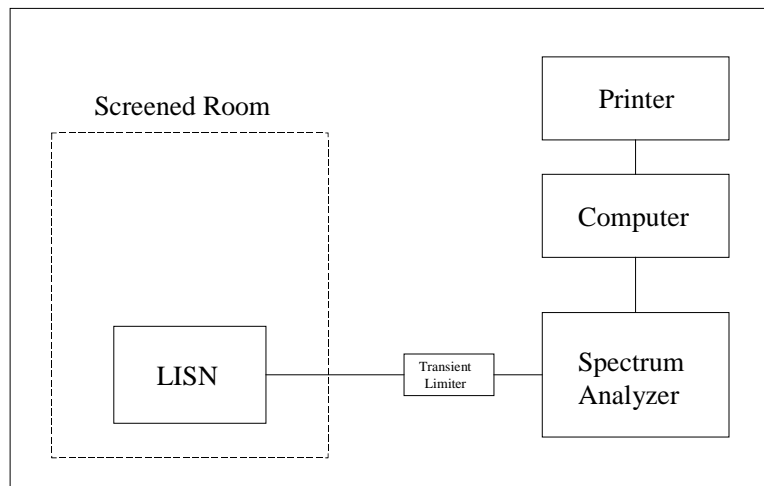 Printer
Screened Room
Computer
LISN
Transient
Limiter
Spectrum
Analyzer